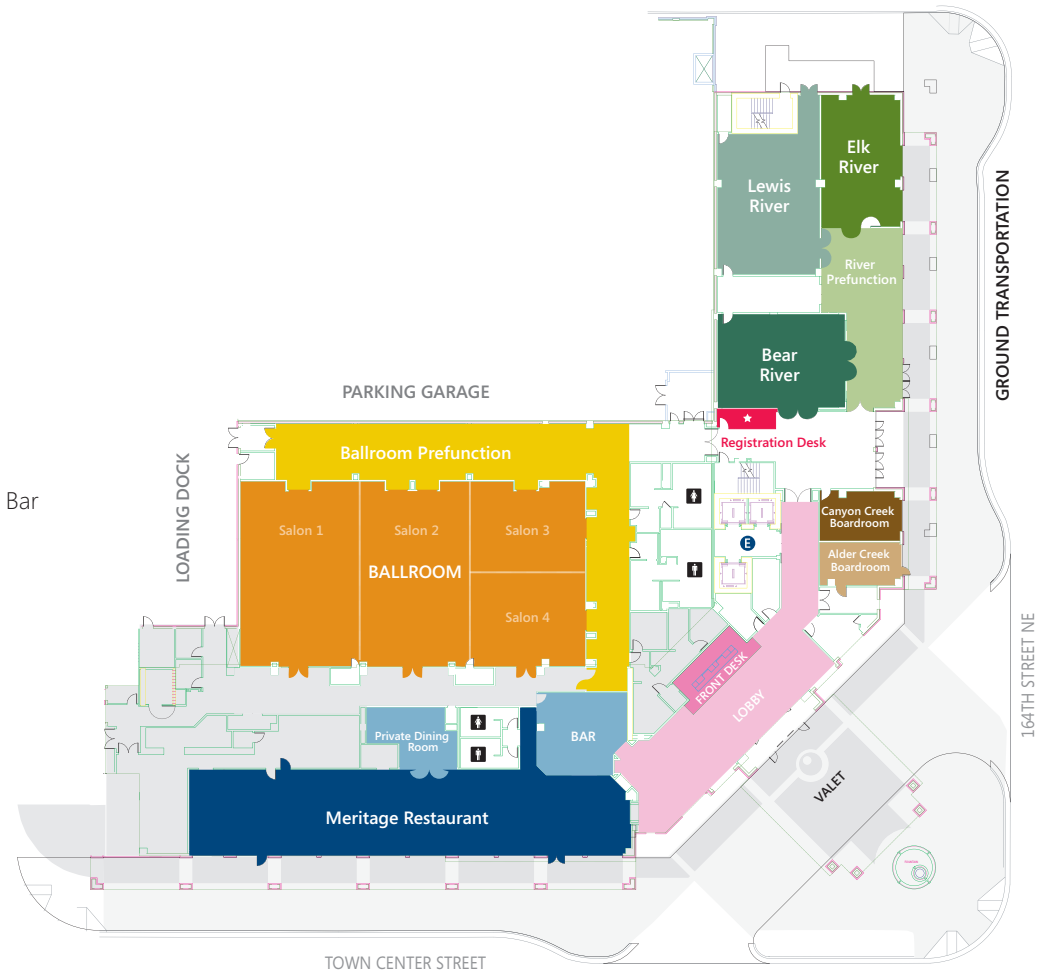 Elk
River
Lewis
River
River
Prefunction
GROUND TRANSPORTATION
Bear
River
PARKING GARAGE
Registration Desk
Ballroom Prefunction
LOADING DOCK
Bar
Canyon Creek
Boardroom
Salon 1
Salon 2
Salon 3
E
BALLROOM
Alder Creek
Boardroom
Salon 4
164TH STREET NE
FRONT DESK
LOBBY
Private Dining
Room
BAR
VALET
Meritage Restaurant
TOWN CENTER STREET